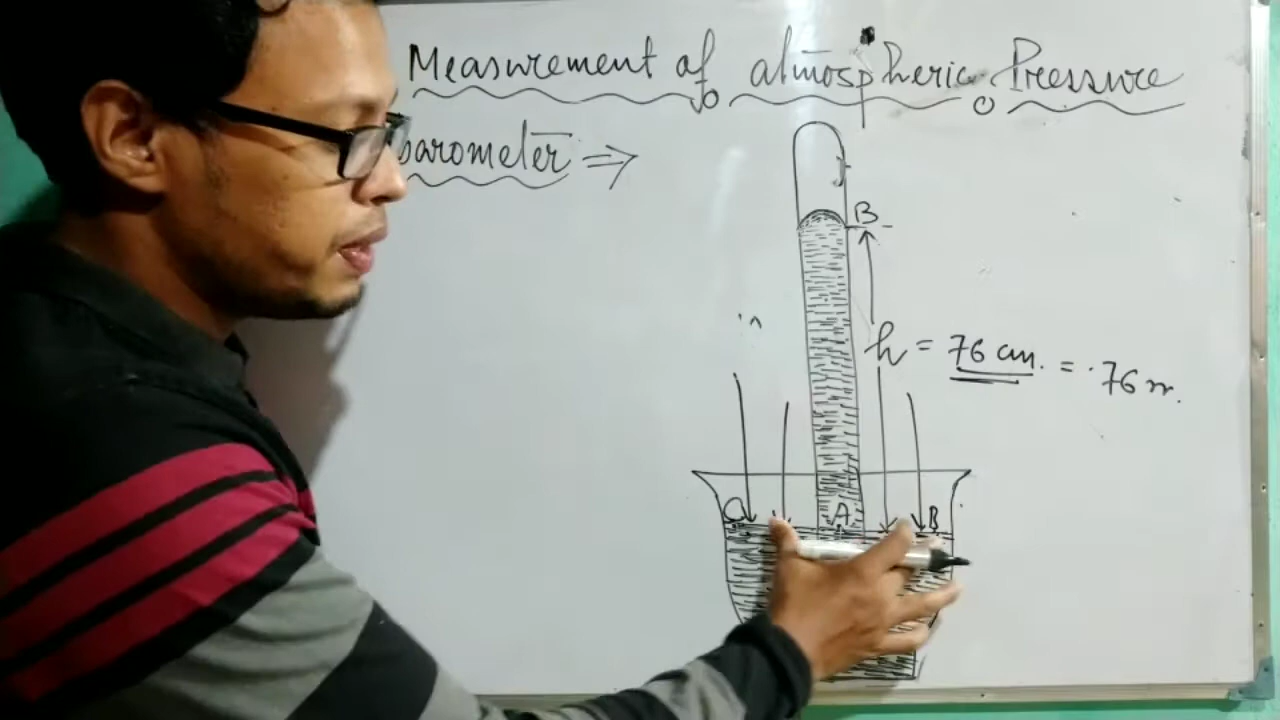 Measurement of atmospheric Pressure
barometer ⇒
B
h = 76 cm. = .76 m.
C A B